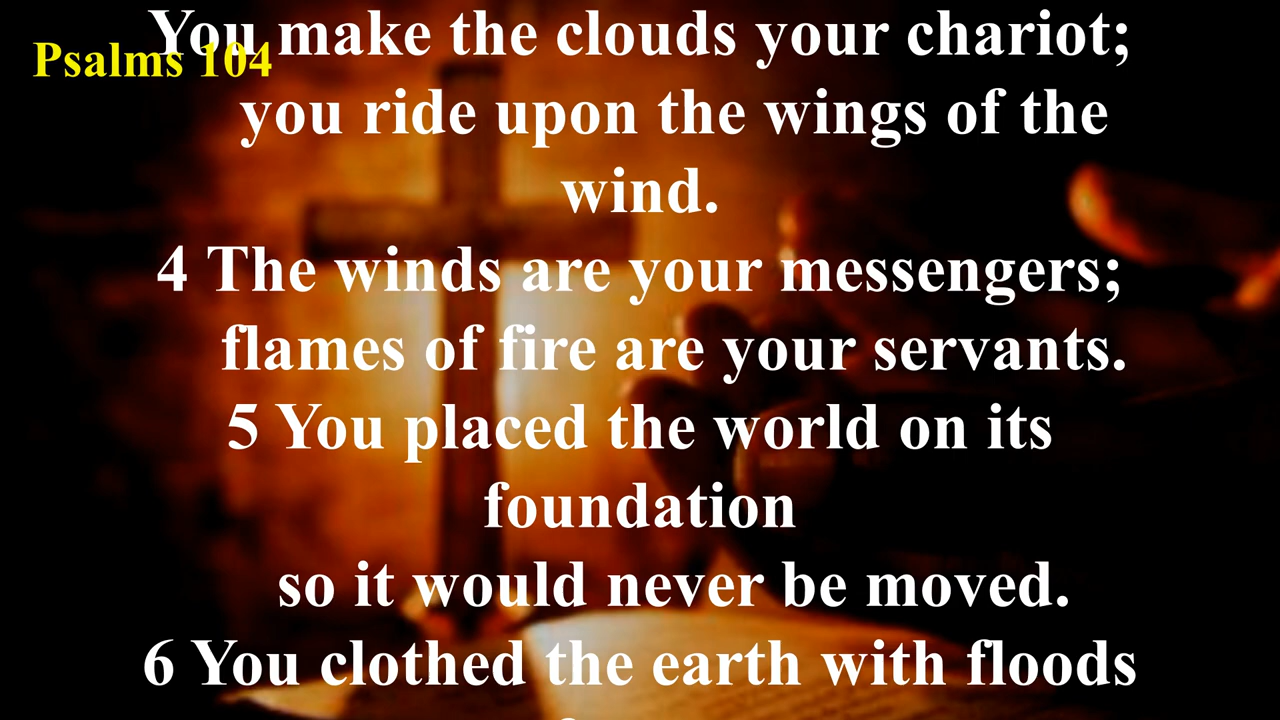 Psalms 104
You make the clouds your chariot;
you ride upon the wings of the
wind.
4 The winds are your messengers;
flames of fire are your servants.
5 You placed the world on its
foundation
so it would never be moved.
6 You clothed the earth with floods